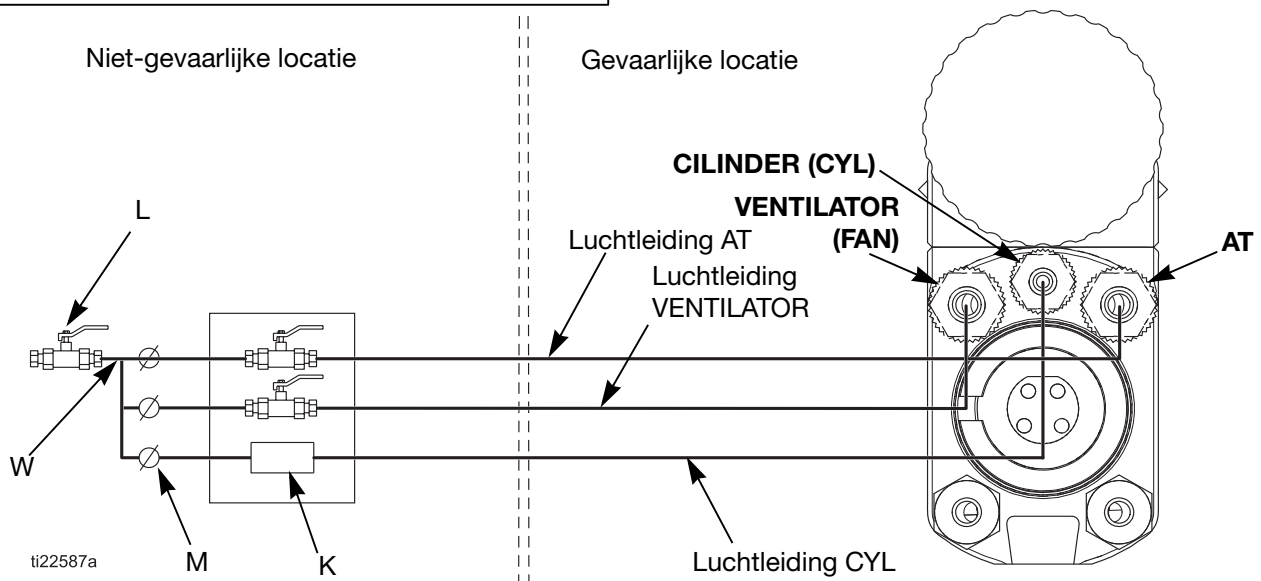 Niet-gevaarlijke locatie
Gevaarlijke locatie
CILINDER (CYL)
VENTILATOR
(FAN)
AT
L
Luchtleiding AT
Luchtleiding
VENTILATOR
W
M
K
Luchtleiding CYL
ti22587a